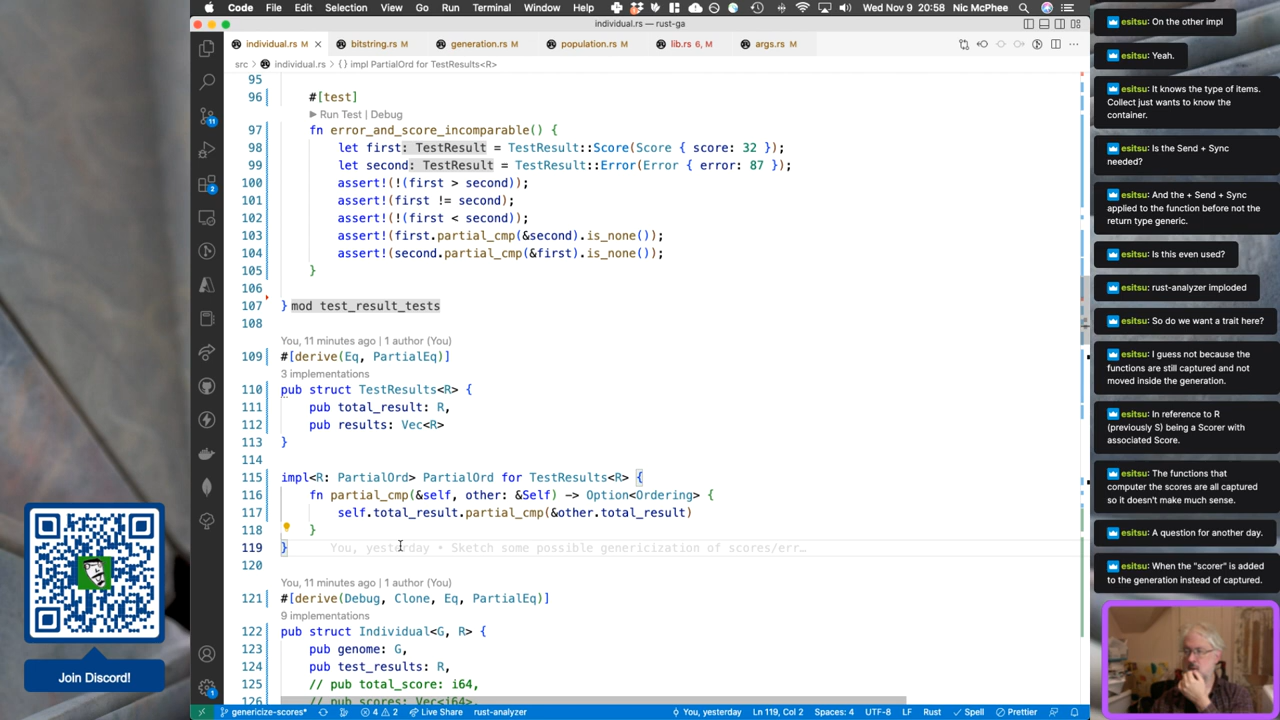 Code File Edit Selection View Go Run Terminal Window Help Wed Nov 9 09:58 Nic McPhee
individual.rs — rust-ga
individual.rs M bitstring.rs M generation.rs M population.rs M lib.rs 6, M args.rs M
src > individual.rs > {} impl PartialOrd for TestResults<R>
95
96 #[test]
Run Test | Debug
97 fn error_and_score_incomparable() {
98 let first: TestResult = TestResult::Score(Score { score: 32 });
99 let second: TestResult = TestResult::Error(Error { error: 87 });
100 assert!(!(first > second));
101 assert!(first != second);
102 assert!(!(first < second));
103 assert!(first.partial_cmp(&second).is_none());
104 assert!(second.partial_cmp(&first).is_none());
105 }
106
107 } mod test_result_tests
108
You, 11 minutes ago | 1 author (You)
109 #[derive(Eq, PartialEq)]
3 implementations
110 pub struct TestResults<R> {
111 pub total_result: R,
112 pub results: Vec<R>
113 }
114
115 impl<R: PartialOrd> PartialOrd for TestResults<R> {
116 fn partial_cmp(&self, other: &Self) -> Option<Ordering> {
117 self.total_result.partial_cmp(&other.total_result)
118 }
119 } You, yesterday • Sketch some possible genericization of scores/err…
120
You, 11 minutes ago | 1 author (You)
121 #[derive(Debug, Clone, Eq, PartialEq)]
9 implementations
122 pub struct Individual<G, R> {
123 pub genome: G,
124 pub test_results: R,
125 // pub total_score: i64,
126 // pub scores: Vec<i64>,
11
2
1
genericize-scores* 4 2 Live Share rust-analyzer You, yesterday Ln 119, Col 2 Spaces: 4 UTF-8 LF Rust Spell Prettier
Join Discord!
esitsu: On the other impl
esitsu: Yeah.
esitsu: It knows the type of items.
Collect just wants to know the
container.
esitsu: Is the Send + Sync
needed?
esitsu: And the + Send + Sync
applied to the function before not the
return type generic.
esitsu: Is this even used?
esitsu: rust-analyzer imploded
esitsu: So do we want a trait here?
esitsu: I guess not because the
functions are still captured and not
moved inside the generation.
esitsu: In reference to R
(previously S) being a Scorer with
associated Score.
esitsu: The functions that
computer the scores are all captured
so it doesn't make much sense.
esitsu: A question for another day.
esitsu: When the "scorer" is added
to the generation instead of captured.